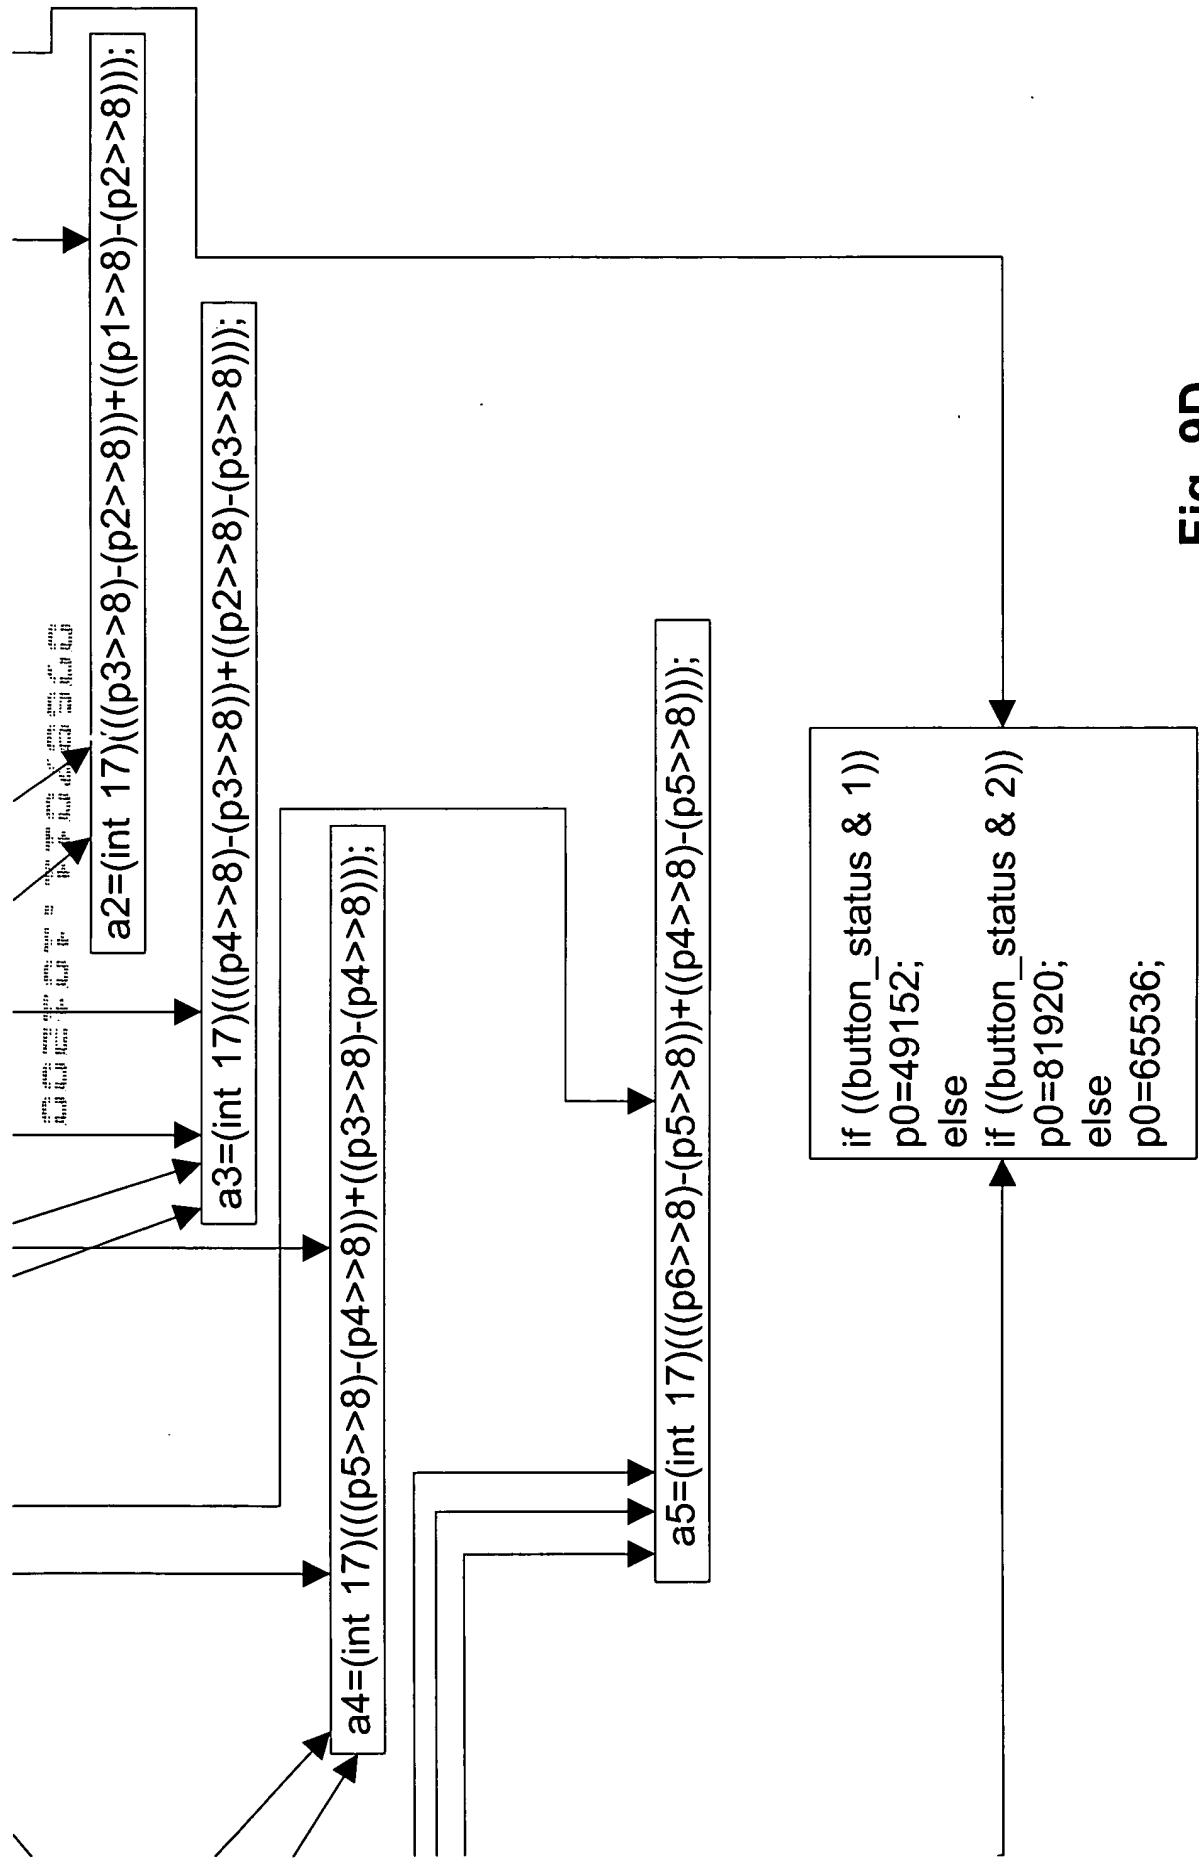 a2=(int 17)(((p3>>8)-(p2>>8))+((p1>>8)-(p2>>8)));
a3=(int 17)(((p4>>8)-(p3>>8))+((p2>>8)-(p3>>8)));
a4=(int 17)(((p5>>8)-(p4>>8))+((p3>>8)-(p4>>8)));
a5=(int 17)(((p6>>8)-(p5>>8))+((p4>>8)-(p5>>8)));
if ((button_status & 1))
p0=49152;
else
if ((button_status & 2))
p0=81920;
else
p0=65536;
Fig. 9D